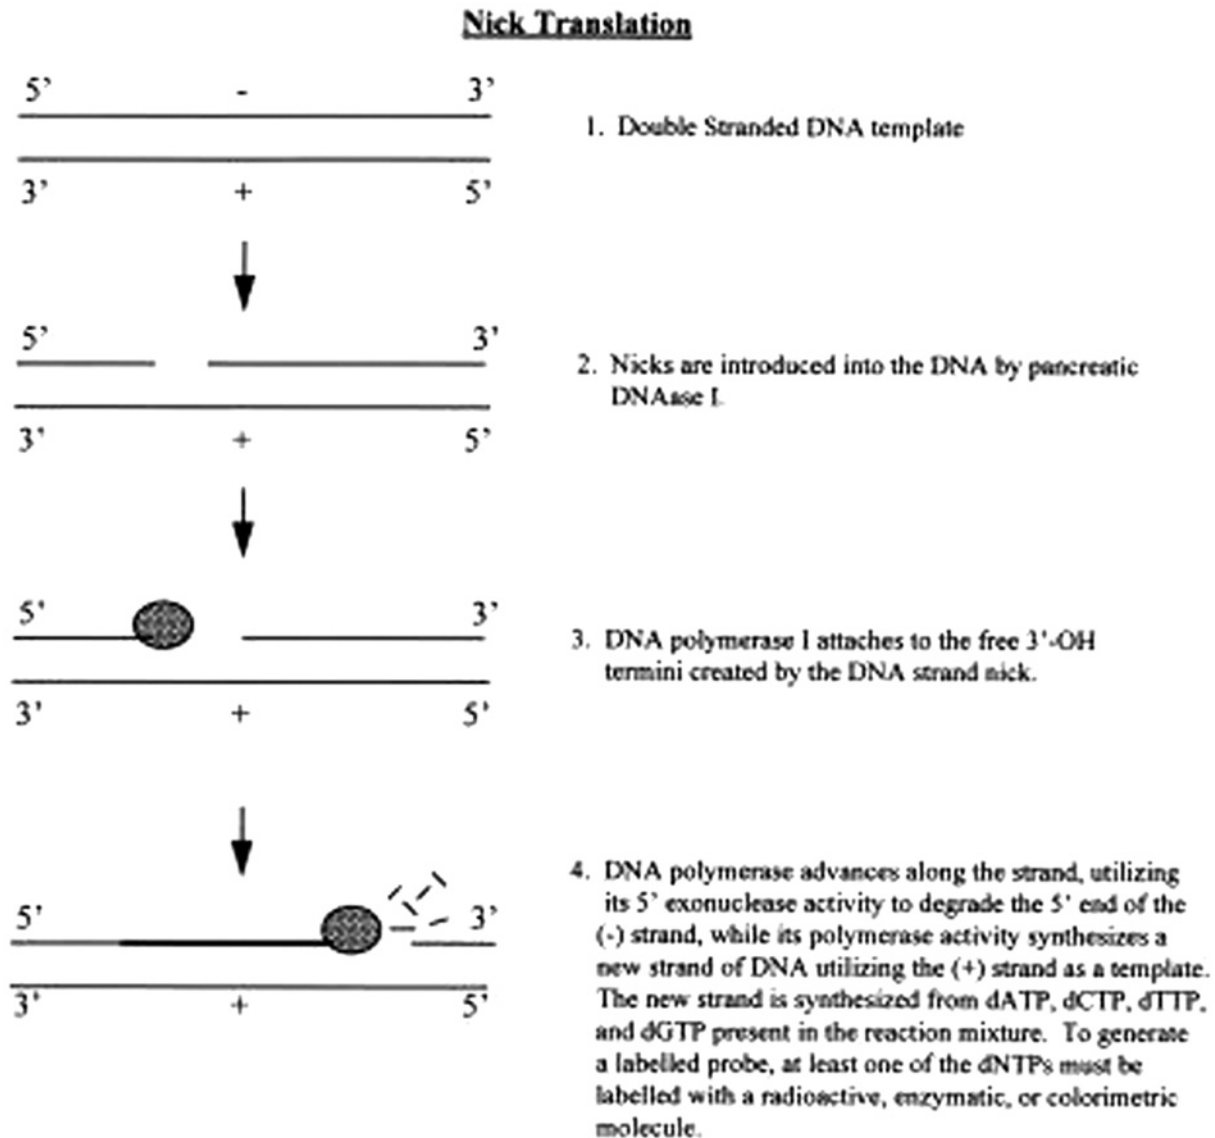 Nick Translation
5' - 3'
1. Double Stranded DNA template
3' + 5'
5' 3'
2. Nicks are introduced into the DNA by pancreatic
DNAase I.
3' + 5'
5' 3'
3. DNA polymerase I attaches to the free 3'-OH
termini created by the DNA strand nick.
3' + 5'
4. DNA polymerase advances along the strand, utilizing
5' 3'
its 5' exonuclease activity to degrade the 5' end of the
(-) strand, while its polymerase activity synthesizes a
new strand of DNA utilizing the (+) strand as a template.
3' + 5'
The new strand is synthesized from dATP, dCTP, dTTP,
and dGTP present in the reaction mixture. To generate
a labelled probe, at least one of the dNTPs must be
labelled with a radioactive, enzymatic, or colorimetric
molecule.